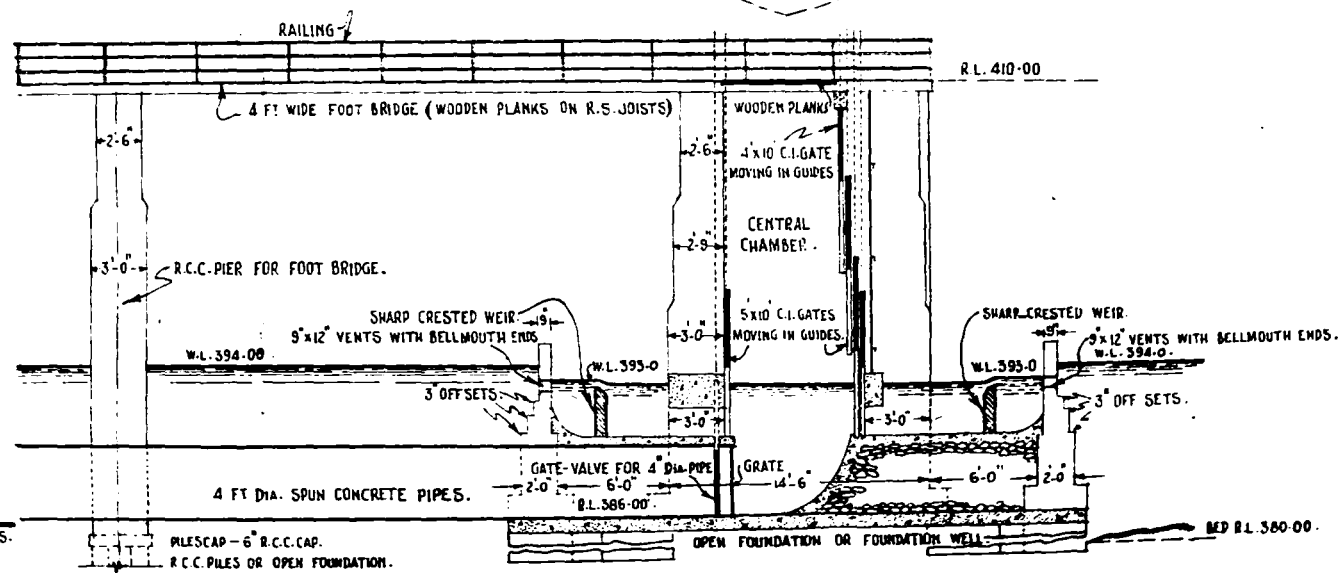 RAILING
R.L. 410·00
4 FT WIDE FOOT BRIDGE (WOODEN PLANKS ON R.S. JOISTS)
WOODEN PLANKS
2'-6"
2'-6"
4'x10' C.I. GATE
MOVING IN GUIDES
CENTRAL
CHAMBER.
2'-9"
3'-0"
R.C.C. PIER FOR FOOT BRIDGE.
SHARP CRESTED WEIR.
9"
9"x12" VENTS WITH BELLMOUTH ENDS
3'-0"
5'x10' C.I. GATES
MOVING IN GUIDES
SHARP CRESTED WEIR.
9"
9"x12" VENTS WITH BELLMOUTH ENDS.
W.L. 394·00
W.L. 393·0
W.L. 393·0
W.L. 394·0.
3" OFFSETS.
3'-0"
3'-0"
3" OFF SETS.
GATE-VALVE FOR 4" DIA. PIPE
GRATE
4 FT DIA. SPUN CONCRETE PIPES.
2'-0"
6'-0"
14'-6"
6'-0"
2'-0"
R.L. 386·00.
S.
PILESCAP - 6" R.C.C. CAP.
OPEN FOUNDATION OR FOUNDATION WELL
BED R.L. 380·00.
R.C.C. PILES OR OPEN FOUNDATION.